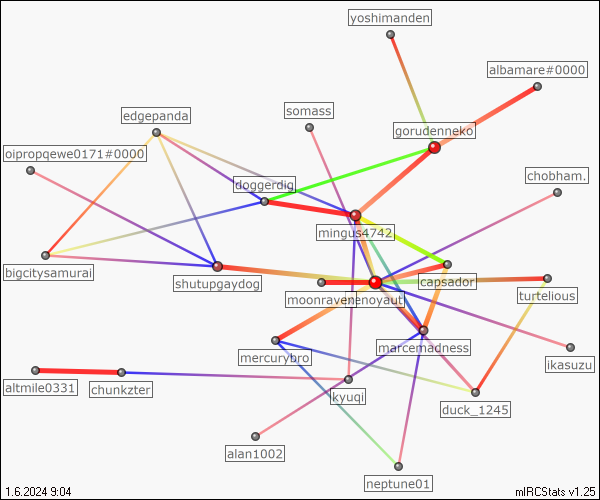 yoshimanden
albamare#0000
edgepanda
somass
gorudenneko
oipropqewe0171#0000
chobham.
doggerdig
mingus4742
bigcitysamurai
shutupgaydog
capsador
turtelious
marcemadness
mercurybro
ikasuzu
altmile0331
chunkzter
kyuqi
duck_1245
alan1002
neptune01
1.6.2024 9:04
mIRCStats v1.25